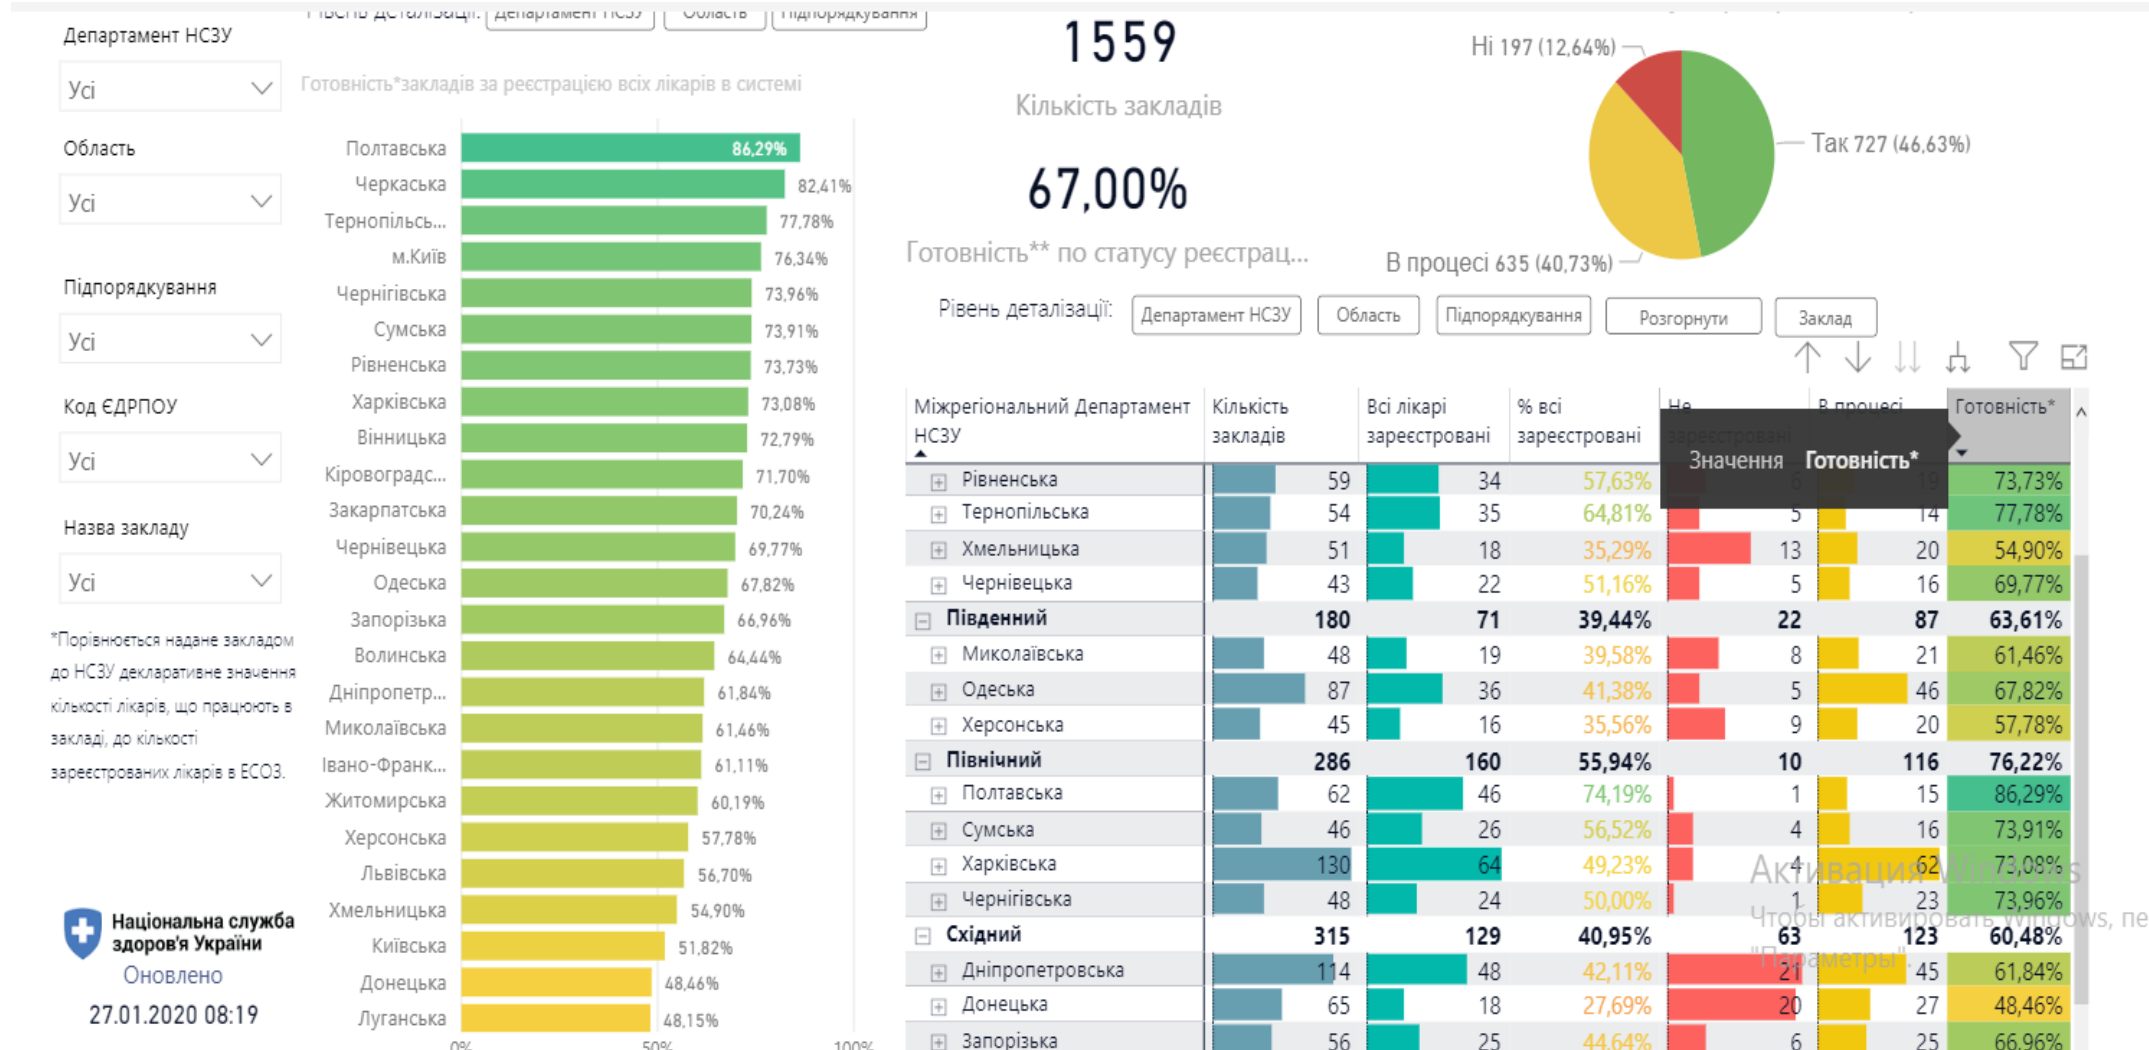 Рівень деталізації: Департамент НСЗУ Область Підпорядкування
Департамент НСЗУ
Усі
Область
Усі
Підпорядкування
Усі
Код ЄДРПОУ
Усі
Назва закладу
Усі
*Порівнюється надане закладом
до НСЗУ декларативне значення
кількості лікарів, що працюють в
закладі, до кількості
зареєстрованих лікарів в ЕСОЗ.
Національна служба
здоров'я України
Оновлено
27.01.2020 08:19
Готовність*закладів за реєстрацією всіх лікарів в системі
Полтавська 86,29%
Черкаська 82,41%
Тернопільсь... 77,78%
м.Київ 76,34%
Чернігівська 73,96%
Сумська 73,91%
Рівненська 73,73%
Харківська 73,08%
Вінницька 72,79%
Кіровоградс... 71,70%
Закарпатська 70,24%
Чернівецька 69,77%
Одеська 67,82%
Запорізька 66,96%
Волинська 64,44%
Дніпропетр... 61,84%
Миколаївська 61,46%
Івано-Франк... 61,11%
Житомирська 60,19%
Херсонська 57,78%
Львівська 56,70%
Хмельницька 54,90%
Київська 51,82%
Донецька 48,46%
Луганська 48,15%
0% 50% 100%
1559
Кількість закладів
67,00%
Готовність** по статусу реєстрац...
Ні 197 (12,64%)
Так 727 (46,63%)
В процесі 635 (40,73%)
Рівень деталізації: Департамент НСЗУ Область Підпорядкування Розгорнути Заклад
Міжрегіональний Департамент Кількість Всі лікарі % всі Не В процесі Готовність*
НСЗУ закладів зареєстровані зареєстровані зареєстровані
Значення Готовність*
Рівненська 59 34 57,63% 6 19 73,73%
Тернопільська 54 35 64,81% 5 14 77,78%
Хмельницька 51 18 35,29% 13 20 54,90%
Чернівецька 43 22 51,16% 5 16 69,77%
Південний 180 71 39,44% 22 87 63,61%
Миколаївська 48 19 39,58% 8 21 61,46%
Одеська 87 36 41,38% 5 46 67,82%
Херсонська 45 16 35,56% 9 20 57,78%
Північний 286 160 55,94% 10 116 76,22%
Полтавська 62 46 74,19% 1 15 86,29%
Сумська 46 26 56,52% 4 16 73,91%
Харківська 130 64 49,23% 4 62 73,08%
Чернігівська 48 24 50,00% 1 23 73,96%
Східний 315 129 40,95% 63 123 60,48%
Дніпропетровська 114 48 42,11% 21 45 61,84%
Донецька 65 18 27,69% 20 27 48,46%
Запорізька 56 25 44,64% 6 25 66,96%
Активация Windows
Чтобы активировать Windows, пе
"Параметры".